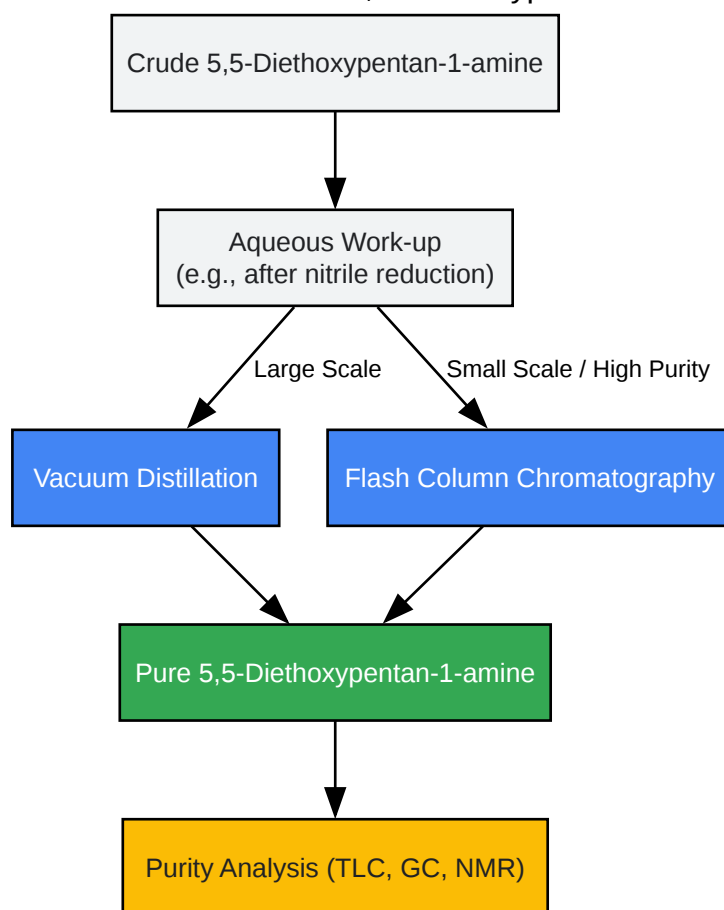 Crude 5,5-Diethoxypentan-1-amine
Aqueous Work-up
(e.g., after nitrile reduction)
Large Scale
Small Scale / High Purity
Vacuum Distillation
Flash Column Chromatography
Pure 5,5-Diethoxypentan-1-amine
Purity Analysis (TLC, GC, NMR)